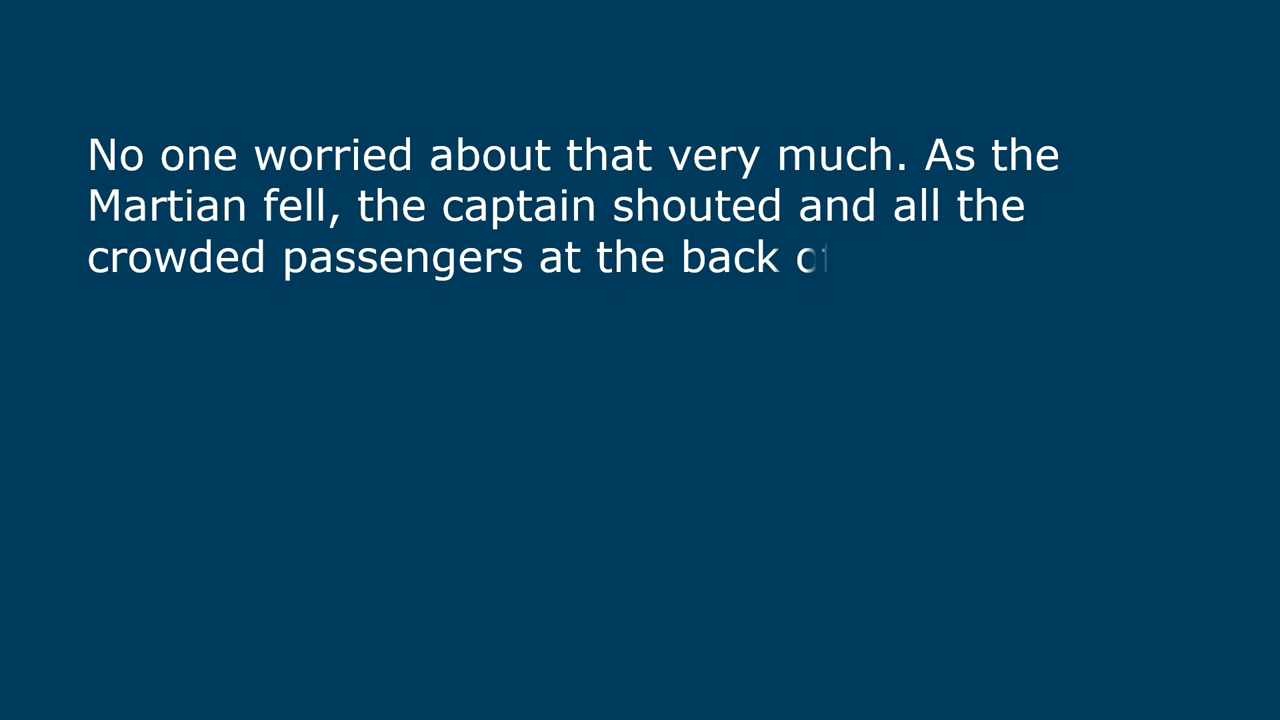 No one worried about that very much. As the
Martian fell, the captain shouted and all the
crowded passengers at the back of